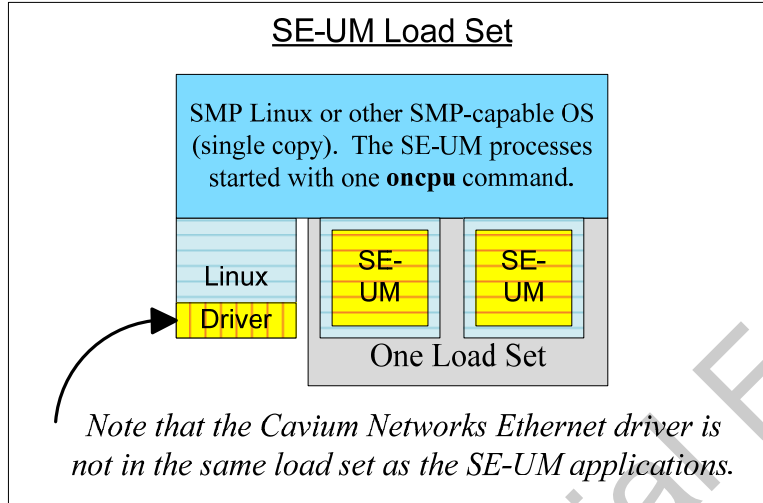 SE-UM Load Set
SMP Linux or other SMP-capable OS
(single copy).  The SE-UM processes
started with one oncpu command.
Linux
Driver
SE-
UM
SE-
UM
One Load Set
Note that the Cavium Networks Ethernet driver is
not in the same load set as the SE-UM applications.